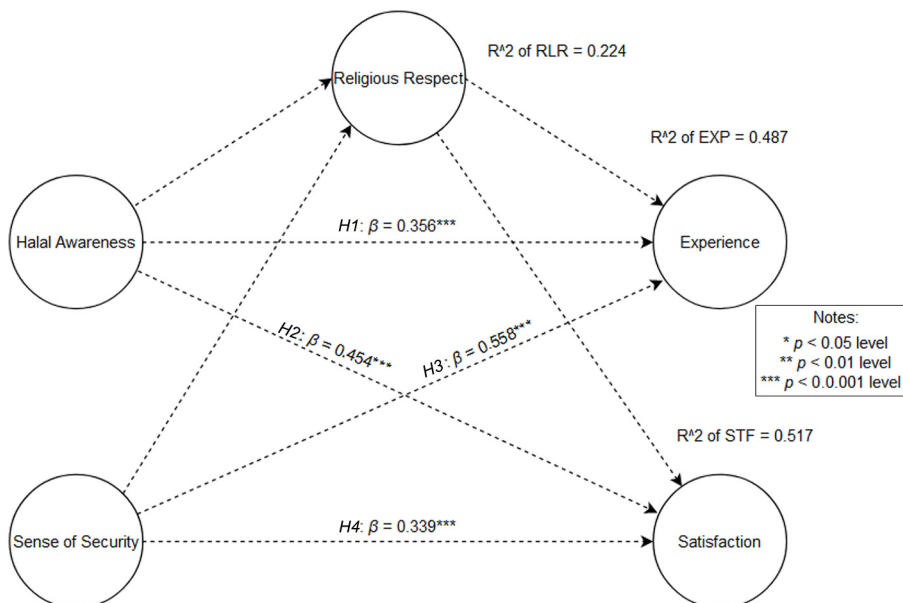 R^2 of RLR = 0.224
Religious Respect
R^2 of EXP = 0.487
H1: β = 0.356***
Halal Awareness
Experience
Notes:
* p < 0.05 level
** p < 0.01 level
*** p < 0.0.001 level
H2: β = 0.454***
H3: β = 0.558***
R^2 of STF = 0.517
H4: β = 0.339***
Sense of Security
Satisfaction